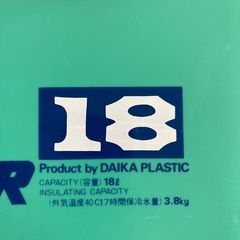 18
R
Product by DAIKA PLASTIC
CAPACITY(容量)18ℓ
INSULATING CAPACITY
(外気温度40C17時間保冷氷量)3.8kg